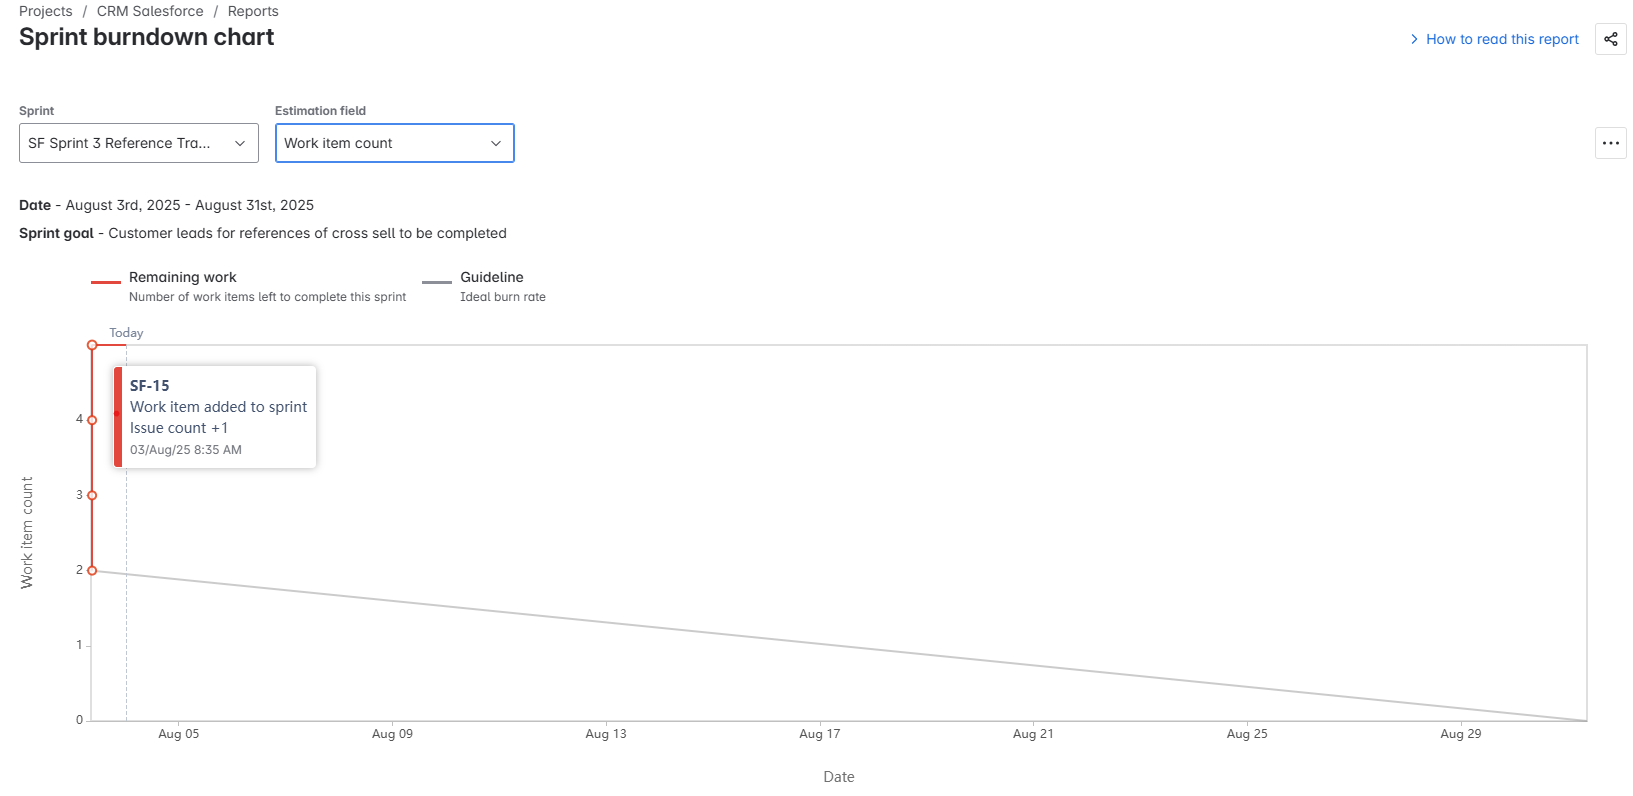 Projects / CRM Salesforce / Reports
Sprint burndown chart
How to read this report
Sprint
Estimation field
SF Sprint 3 Reference Tra...
Work item count
Date - August 3rd, 2025 - August 31st, 2025
Sprint goal - Customer leads for references of cross sell to be completed
Remaining work
Number of work items left to complete this sprint
Guideline
Ideal burn rate
Today
SF-15
Work item added to sprint
Issue count +1
03/Aug/25 8:35 AM
Work item count
4
3
2
1
0
Aug 05
Aug 09
Aug 13
Aug 17
Aug 21
Aug 25
Aug 29
Date